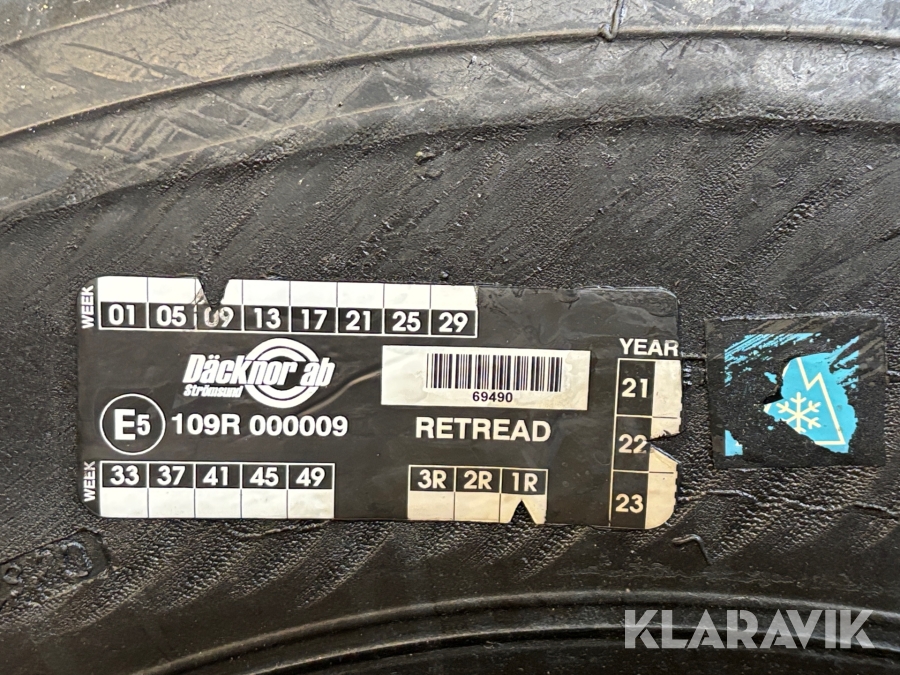 WEEK 01 05 09 13 17 21 25 29
Däcknor ab
Strömsund
69490
YEAR
21
22
23
E5 109R 000009
RETREAD
WEEK 33 37 41 45 49
3R 2R 1R
KLARAVIK